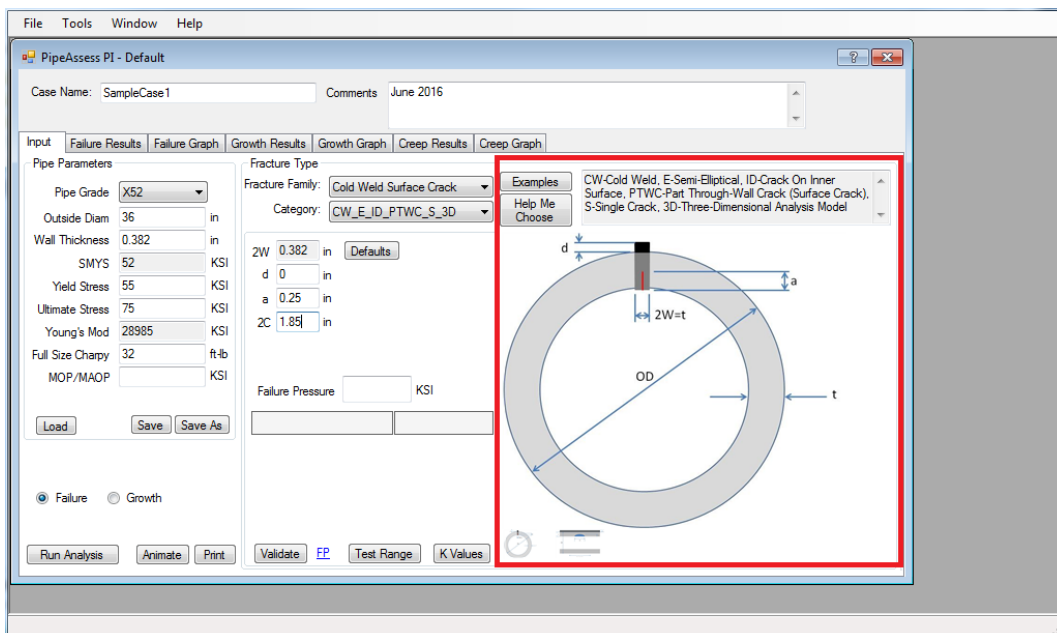 File Tools Window Help
PipeAssess PI - Default
Case Name: SampleCase1 Comments June 2016
Input Failure Results Failure Graph Growth Results Growth Graph Creep Results Creep Graph
Pipe Parameters
Pipe Grade X52
Outside Diam 36 in
Wall Thickness 0.382 in
SMYS 52 KSI
Yield Stress 55 KSI
Ultimate Stress 75 KSI
Young's Mod 28985 KSI
Full Size Charpy 32 ft-lb
MOP/MAOP KSI
Load Save Save As
Failure Growth
Run Analysis Animate Print
Fracture Type
Fracture Family: Cold Weld Surface Crack
Category: CW_E_ID_PTWC_S_3D
2W 0.382 in Defaults
d 0 in
a 0.25 in
2C 1.85 in
Failure Pressure KSI
Validate FP Test Range K Values
Examples
Help Me
Choose
CW-Cold Weld, E-Semi-Elliptical, ID-Crack On Inner
Surface, PTWC-Part Through-Wall Crack (Surface Crack),
S-Single Crack, 3D-Three-Dimensional Analysis Model
d
a
2W=t
OD
t